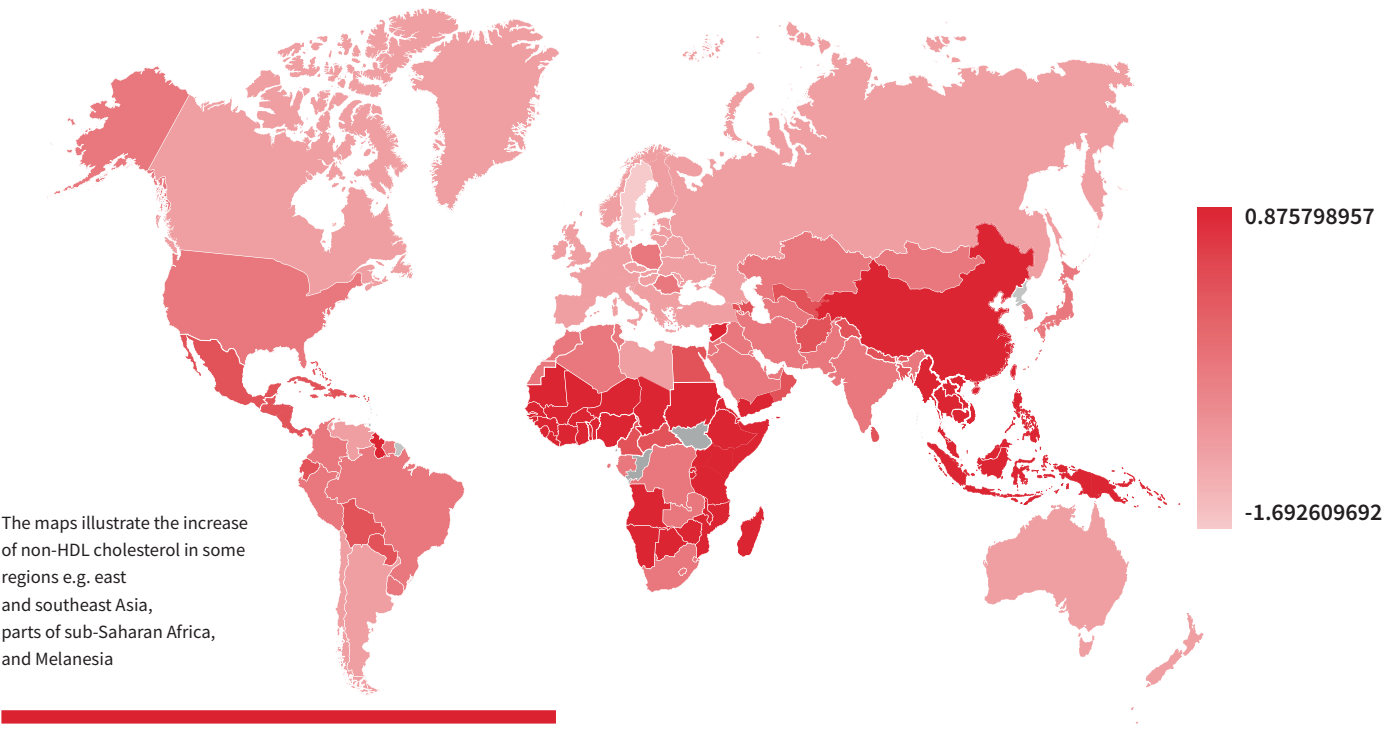 0.875798957
-1.692609692
The maps illustrate the increase
of non-HDL cholesterol in some
regions e.g. east
and southeast Asia,
parts of sub-Saharan Africa,
and Melanesia